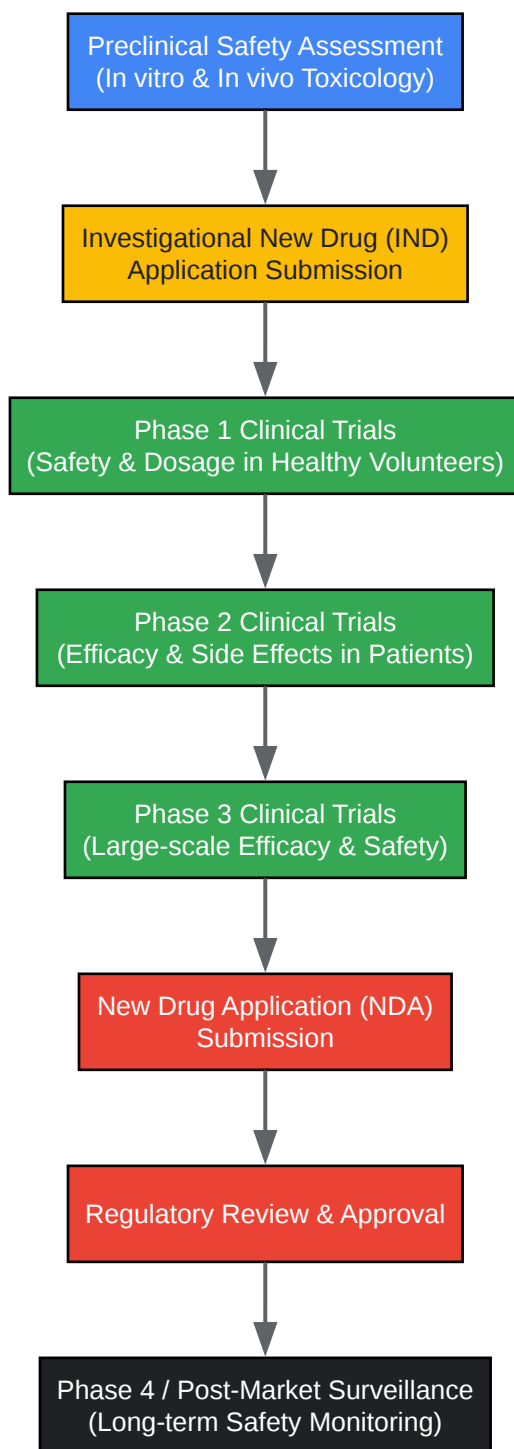 Preclinical Safety Assessment
(In vitro & In vivo Toxicology)
Investigational New Drug (IND)
Application Submission
Phase 1 Clinical Trials
(Safety & Dosage in Healthy Volunteers)
Phase 2 Clinical Trials
(Efficacy & Side Effects in Patients)
Phase 3 Clinical Trials
(Large-scale Efficacy & Safety)
New Drug Application (NDA)
Submission
Regulatory Review & Approval
Phase 4 / Post-Market Surveillance
(Long-term Safety Monitoring)